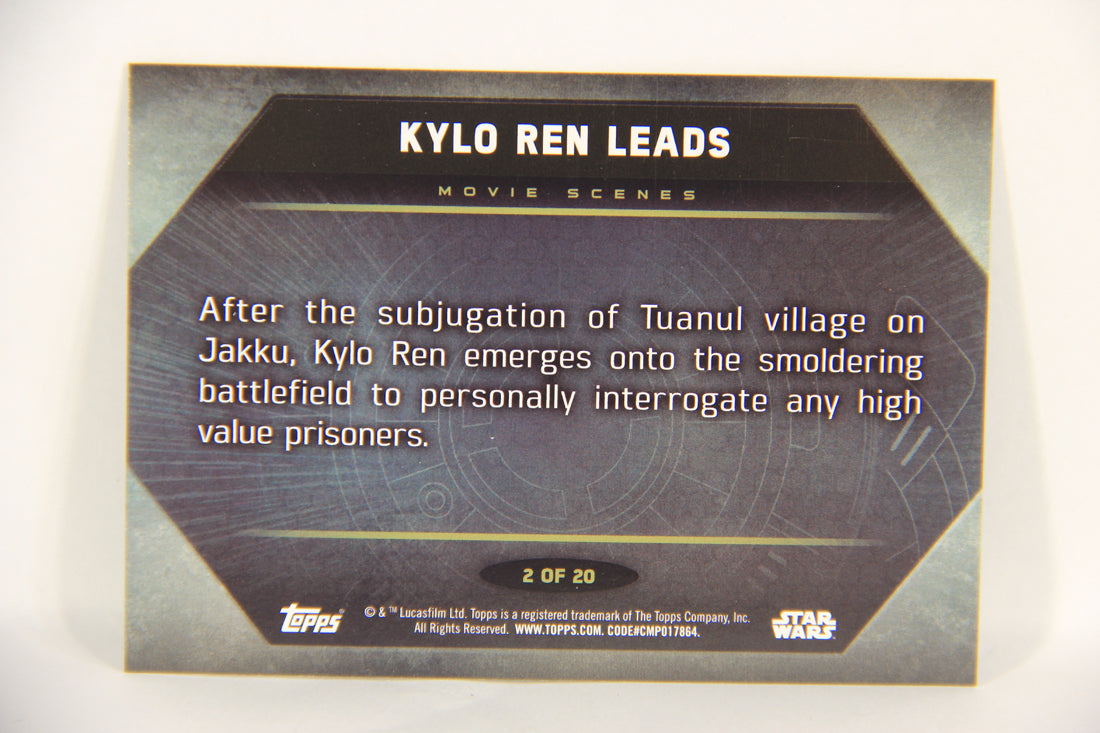 KYLO REN LEADS
MOVIE SCENES
After the subjugation of Tuanul village on
Jakku, Kylo Ren emerges onto the smoldering
battlefield to personally interrogate any high
value prisoners.
2 OF 20
Topps®
© & ™ Lucasfilm Ltd. Topps is a registered trademark of The Topps Company, Inc.
All Rights Reserved. WWW.TOPPS.COM. CODE#CMP017864.
STAR
WARS